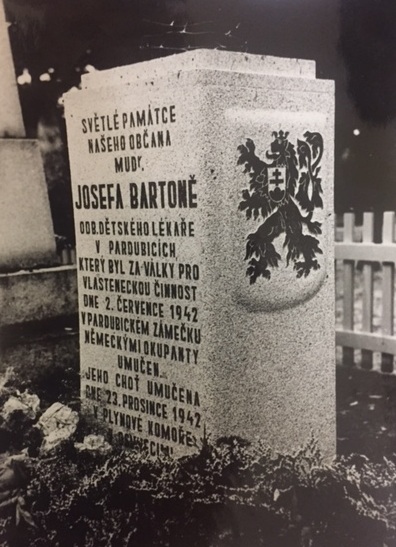 SVĚTLÉ PAMÁTCE
NAŠEHO OBČANA
MUDr.
JOSEFA BARTONĚ
ODB.DĚTSKÉHO LÉKAŘE
V PARDUBICÍCH,
KTERÝ BYL ZA VÁLKY PRO
VLASTENECKOU ČINNOST
DNE 2. ČERVENCE 1942
V PARDUBICKÉM ZÁMEČKU
NĚMECKÝMI OKUPANTY
UMUČEN.
JEHO CHOŤ UMUČENA
DNE 23. PROSINCE 1942
V PLYNOVÉ KOMOŘE